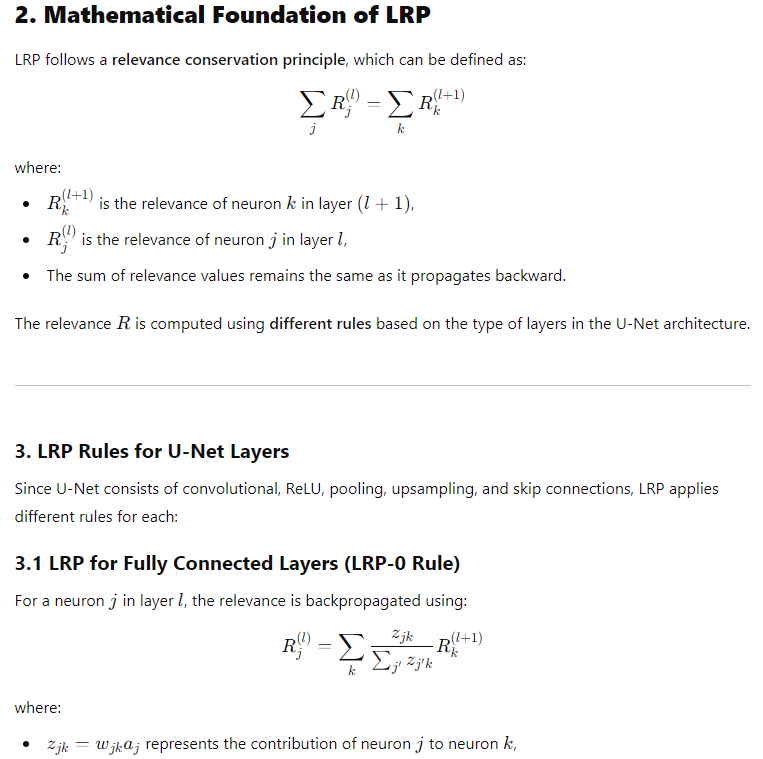 2. Mathematical Foundation of LRP
LRP follows a relevance conservation principle, which can be defined as:
∑_j R_j^{(l)} = ∑_k R_k^{(l+1)}
where:
• R_k^{(l+1)} is the relevance of neuron k in layer (l + 1),
• R_j^{(l)} is the relevance of neuron j in layer l,
• The sum of relevance values remains the same as it propagates backward.
The relevance R is computed using different rules based on the type of layers in the U-Net architecture.
3. LRP Rules for U-Net Layers
Since U-Net consists of convolutional, ReLU, pooling, upsampling, and skip connections, LRP applies
different rules for each:
3.1 LRP for Fully Connected Layers (LRP-0 Rule)
For a neuron j in layer l, the relevance is backpropagated using:
R_j^{(l)} = ∑_k \frac{z_{jk}}{∑_{j'} z_{j'k}} R_k^{(l+1)}
where:
• z_{jk} = w_{jk}a_j represents the contribution of neuron j to neuron k,